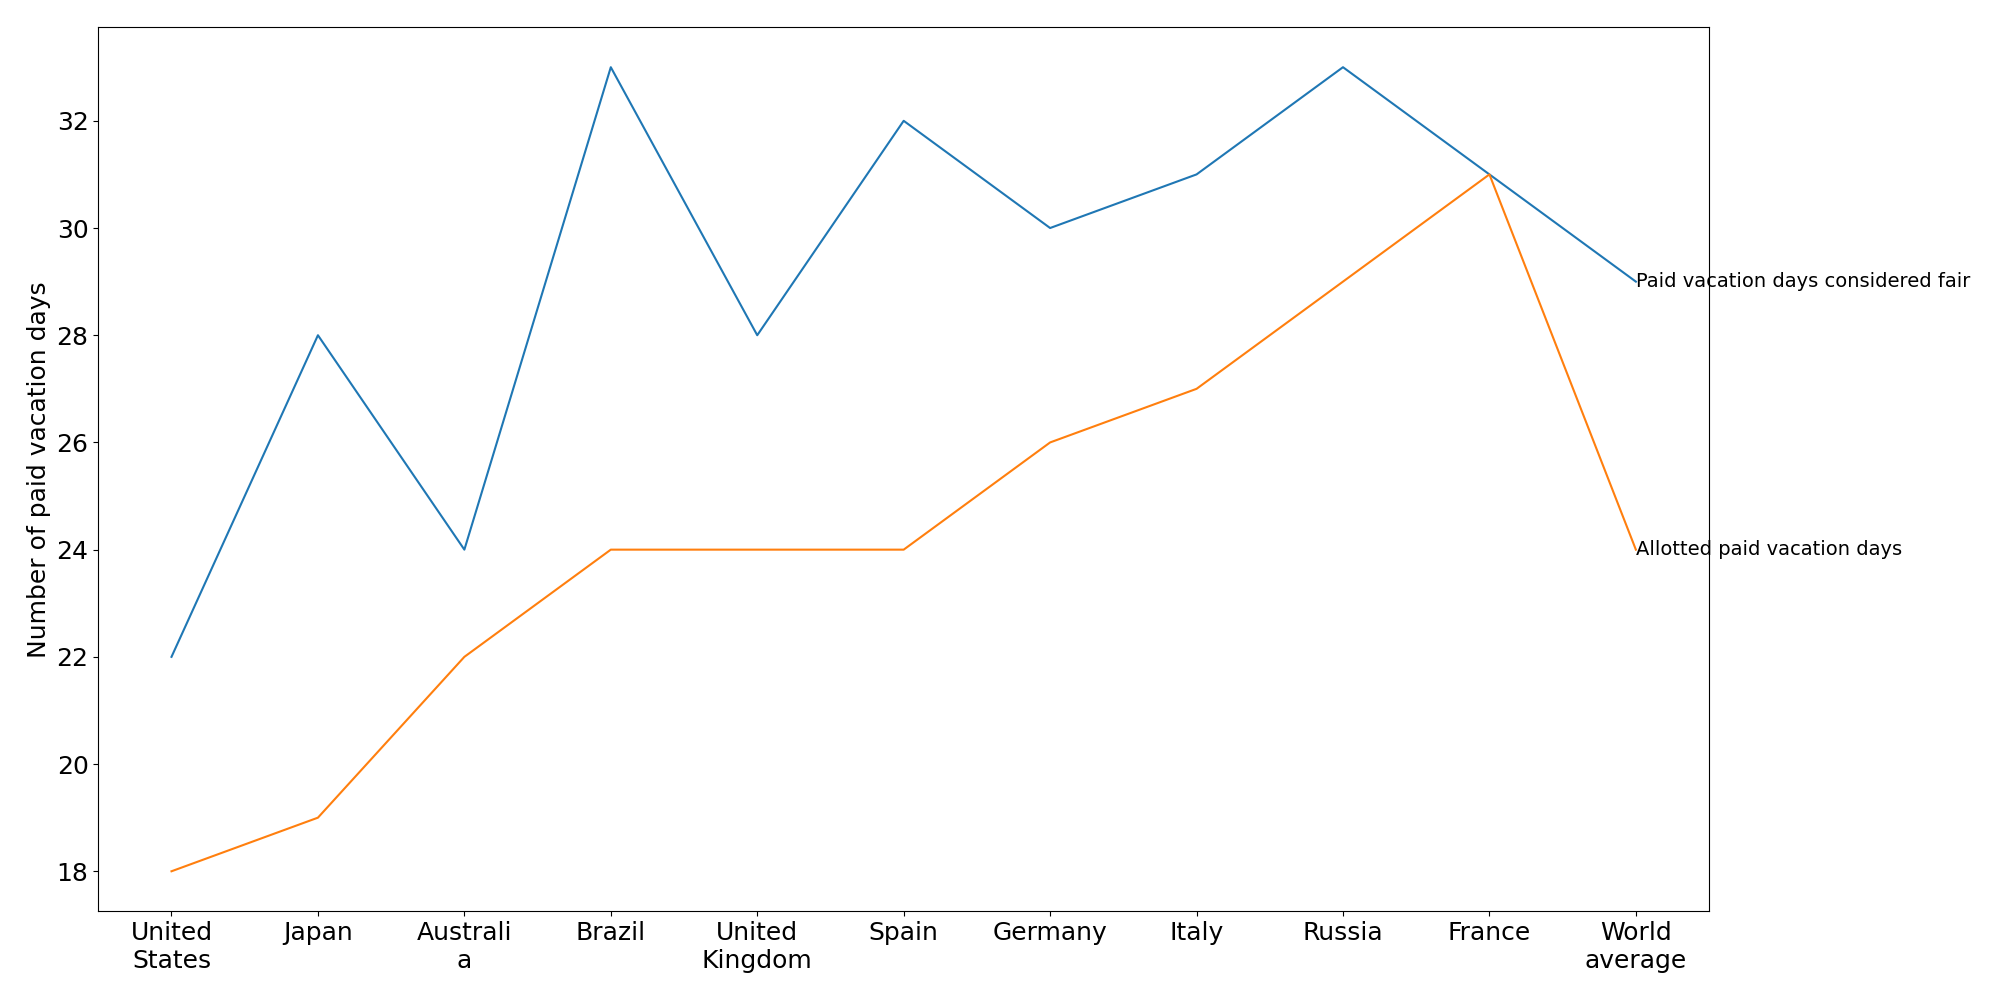 Number of paid vacation days
32
30
28
26
24
22
20
18
Paid vacation days considered fair
Allotted paid vacation days
United
States
Japan
Australi
a
Brazil
United
Kingdom
Spain
Germany
Italy
Russia
France
World
average